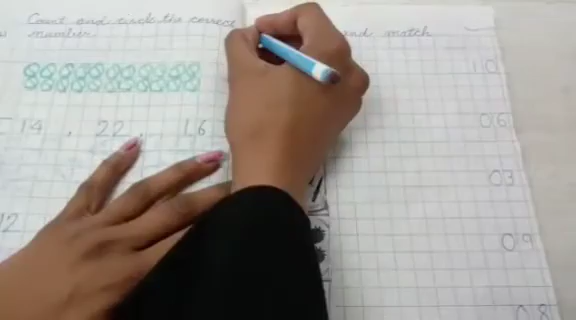 Count and circle the correct
number.
14 , 22 , 16
12
and match
10
06
03
09
08